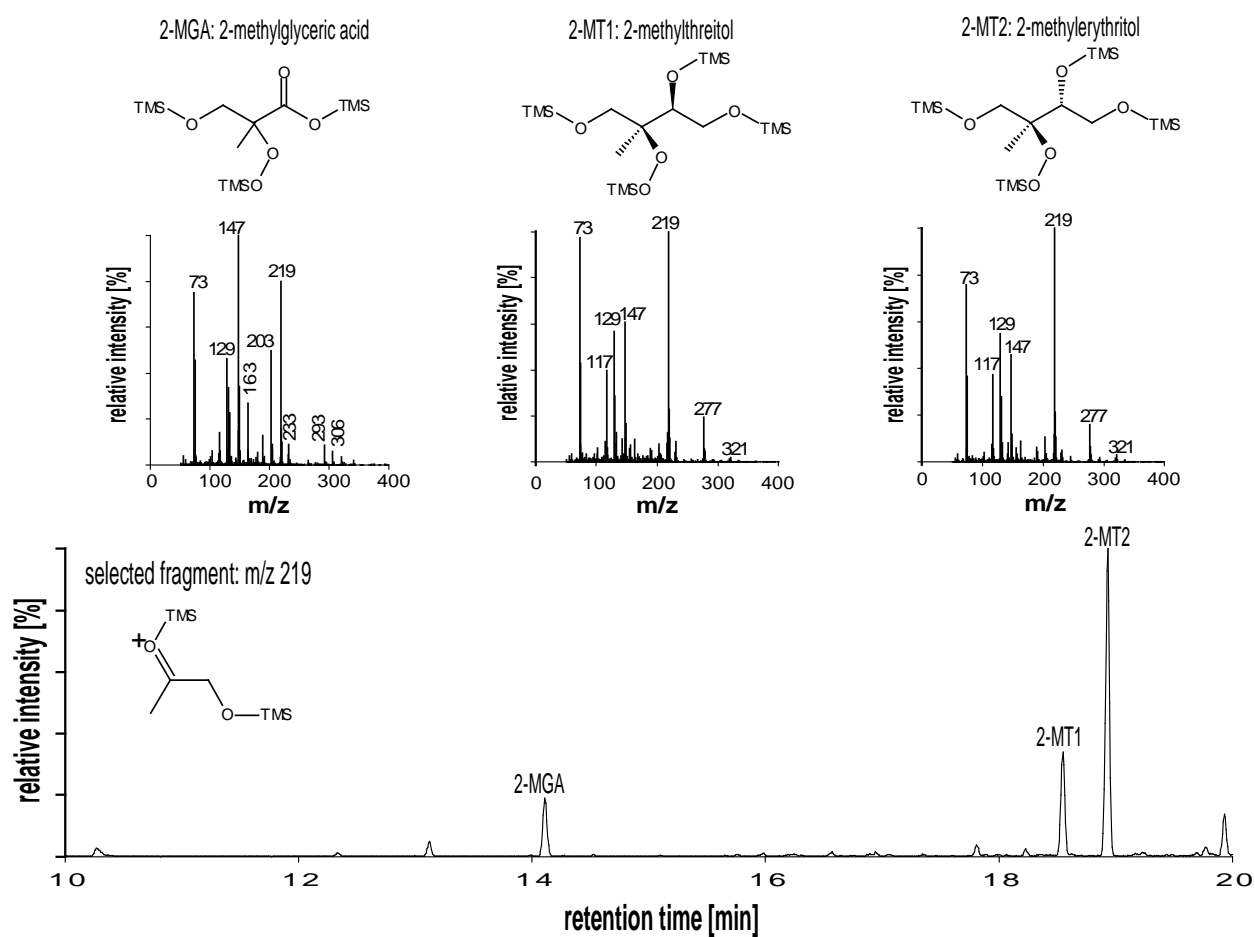 2-MGA: 2-methylglyceric acid
O
TMS
O
O
TMS
O
TMSO
2-MT1: 2-methylthreitol
TMS
O
TMS
O
O
TMS
O
TMSO
2-MT2: 2-methylerythritol
TMS
O
TMS
O
O
TMS
O
TMSO
relative intensity [%]
73
129
147
163
203
219
233
293
306
0 100 200 300 400
m/z
relative intensity [%]
73
117
129
147
219
277
321
0 100 200 300 400
m/z
relative intensity [%]
73
117
129
147
219
277
321
0 100 200 300 400
m/z
relative intensity [%]
selected fragment: m/z 219
TMS
+
O
O
TMS
2-MGA
2-MT1
2-MT2
10 12 14 16 18 20
retention time [min]